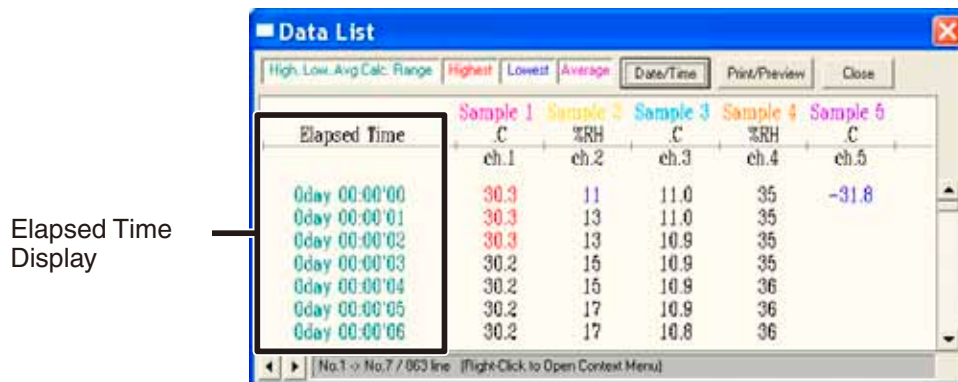 Data List
High. Low. Avg Calc. Range Highest Lowest Average Date/Time Print/Preview Close
Sample 1 Sample 2 Sample 3 Sample 4 Sample 5
Elapsed Time .C %RH .C %RH .C
ch.1 ch.2 ch.3 ch.4 ch.5
0day 00:00'00 30.3 11 11.0 35 -31.8
0day 00:00'01 30.3 13 11.0 35
0day 00:00'02 30.3 13 10.9 35
0day 00:00'03 30.2 15 10.9 35
0day 00:00'04 30.2 15 10.9 36
0day 00:00'05 30.2 17 10.9 36
0day 00:00'06 30.2 17 10.8 36
No.1 -> No.7 / 863 line (Right-Click to Open Context Menu)
Elapsed Time
Display